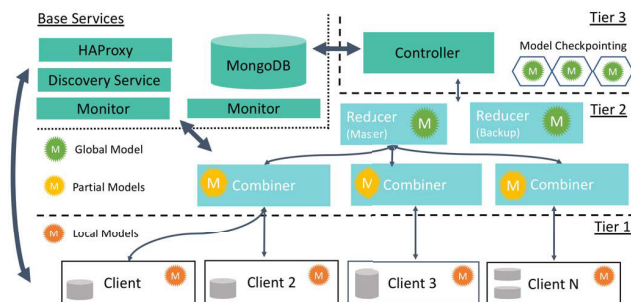 Base Services
Tier 3
HAProxy
Discovery Service
Monitor
MongoDB
Monitor
Controller
Model Checkpointing
M
M
M
Tier 2
Reducer
(Maser)
M
Reducer
(Backup)
M
M
Global Model
M
Partial Models
M
Local Models
M
Combiner
M
Combiner
M
Combiner
Tier 1
Client
M
Client 2
M
Client 3
M
Client N
M